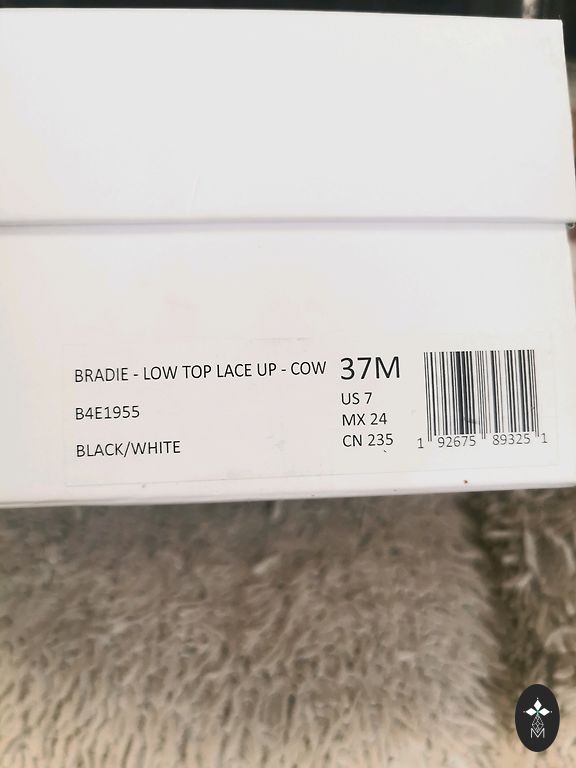 BRADIE - LOW TOP LACE UP - COW 37M
B4E1955
BLACK/WHITE
US 7
MX 24
CN 235
1 92675 89325 1
M